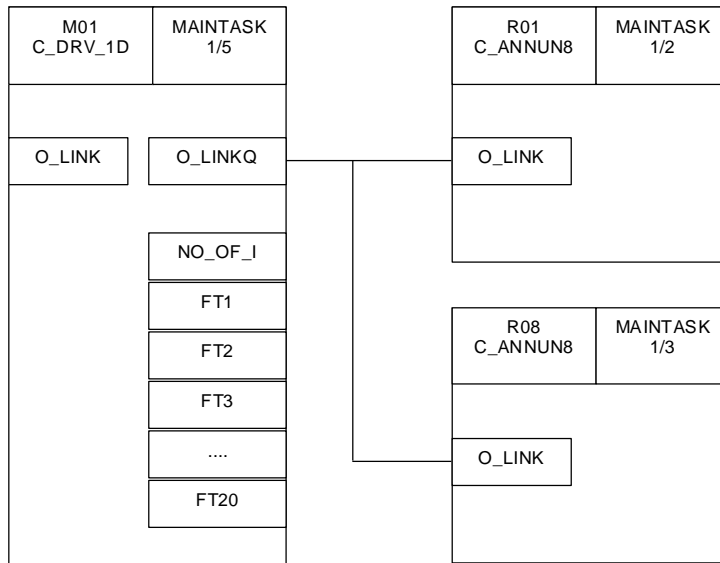 M01
C_DRV_1D
MAINTASK
1/5
O_LINK
O_LINKQ
NO_OF_I
FT1
FT2
FT3
....
FT20
R01
C_ANNUN8
MAINTASK
1/2
O_LINK
R08
C_ANNUN8
MAINTASK
1/3
O_LINK